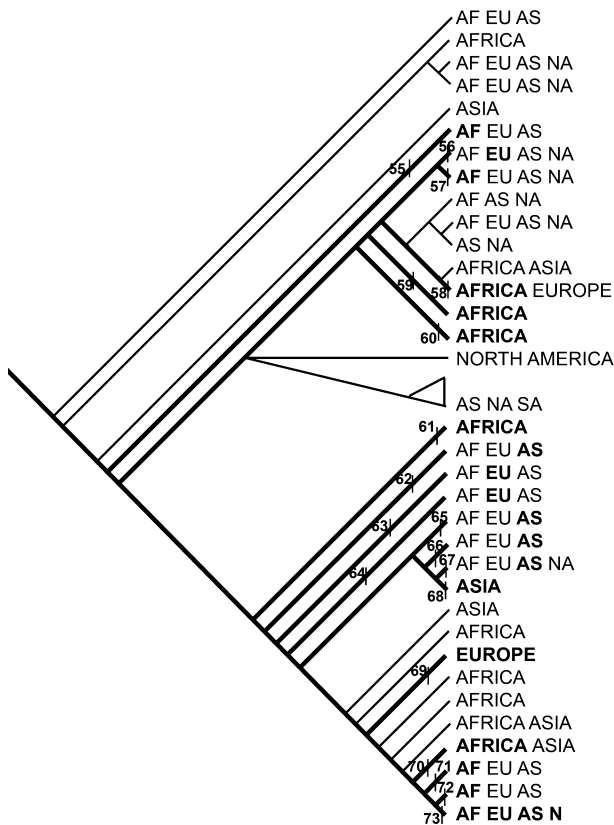 AF EU AS
AFRICA
AF EU AS NA
AF EU AS NA
ASIA
AF EU AS
56
AF EU AS NA
55
AF EU AS NA
57
AF AS NA
AF EU AS NA
AS NA
AFRICA ASIA
59
58
AFRICA EUROPE
AFRICA
60
AFRICA
NORTH AMERICA
AS NA SA
61
AFRICA
AF EU AS
62
AF EU AS
AF EU AS
65
63
AF EU AS
66
AF EU AS
67
AF EU AS NA
64
ASIA
68
ASIA
AFRICA
EUROPE
69
AFRICA
AFRICA
AFRICA ASIA
AFRICA ASIA
70
71
AF EU AS
72
AF EU AS
73
AF EU AS N